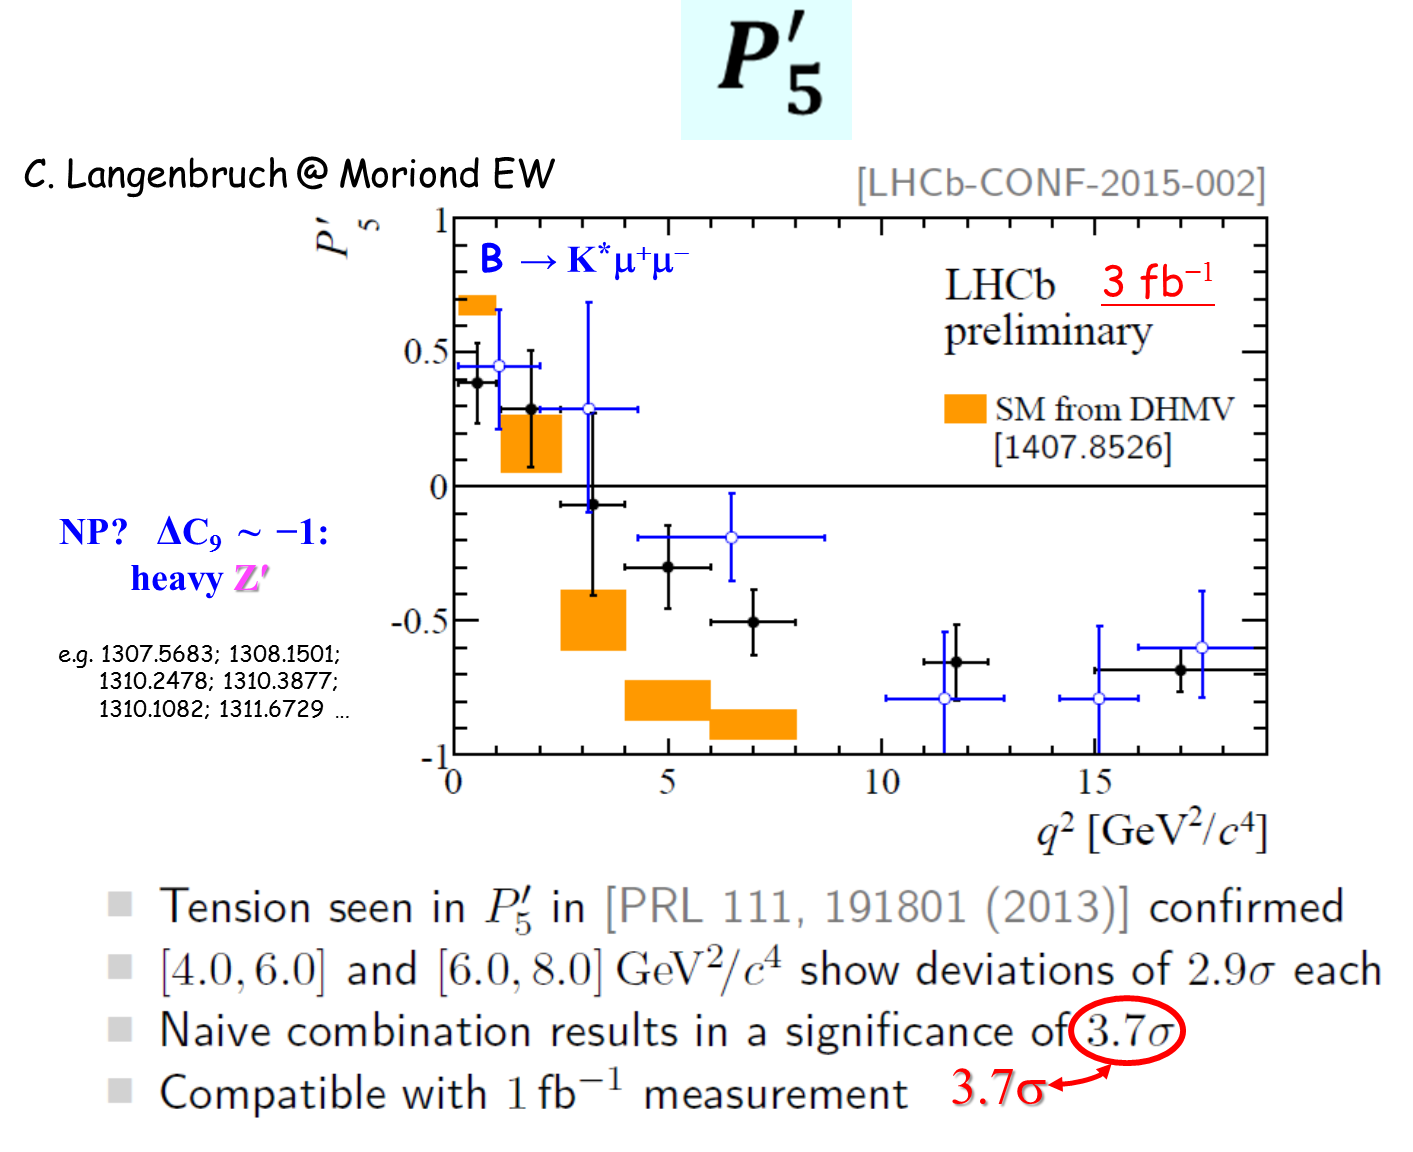 P′5
C. Langenbruch @ Moriond EW
[LHCb-CONF-2015-002]
P′5
B → K*μ+μ−
LHCb 3 fb−1
preliminary
SM from DHMV
[1407.8526]
1
0.5
0
-0.5
-1
0 5 10 15
q² [GeV²/c⁴]
NP? ΔC9 ~ −1:
heavy Z′
e.g. 1307.5683; 1308.1501;
1310.2478; 1310.3877;
1310.1082; 1311.6729 ...
Tension seen in P′5 in [PRL 111, 191801 (2013)] confirmed
[4.0, 6.0] and [6.0, 8.0] GeV²/c⁴ show deviations of 2.9σ each
Naive combination results in a significance of 3.7σ
Compatible with 1 fb−1 measurement 3.7σ